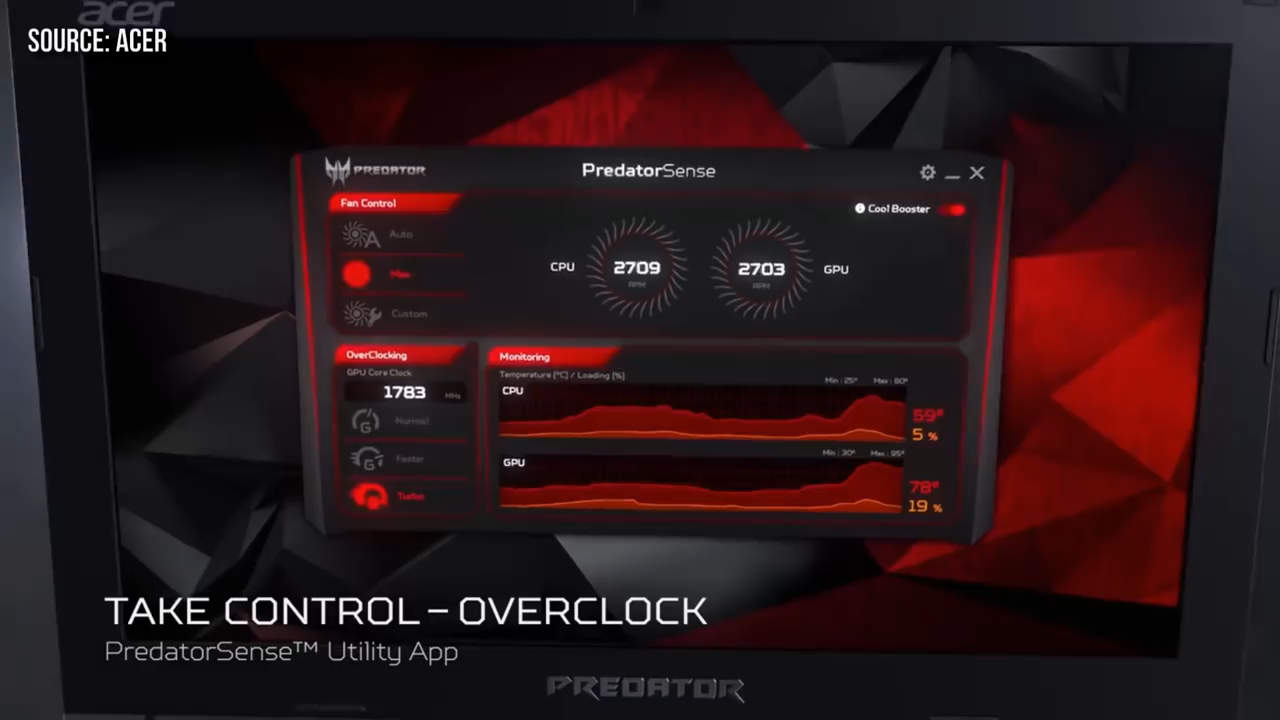 acer
SOURCE: ACER
PREDATOR
PredatorSense
Fan Control
Cool Booster
Auto
Max
Custom
CPU
2709
RPM
2703
RPM
GPU
OverClocking
GPU Core Clock
1783 MHz
Normal
Faster
Turbo
Monitoring
Temperature [°C] / Loading [%]
CPU
Min : 25° Max : 80°
59°
5 %
GPU
Min : 30° Max : 95°
78°
19 %
TAKE CONTROL – OVERCLOCK
PredatorSense™ Utility App
PREDATOR